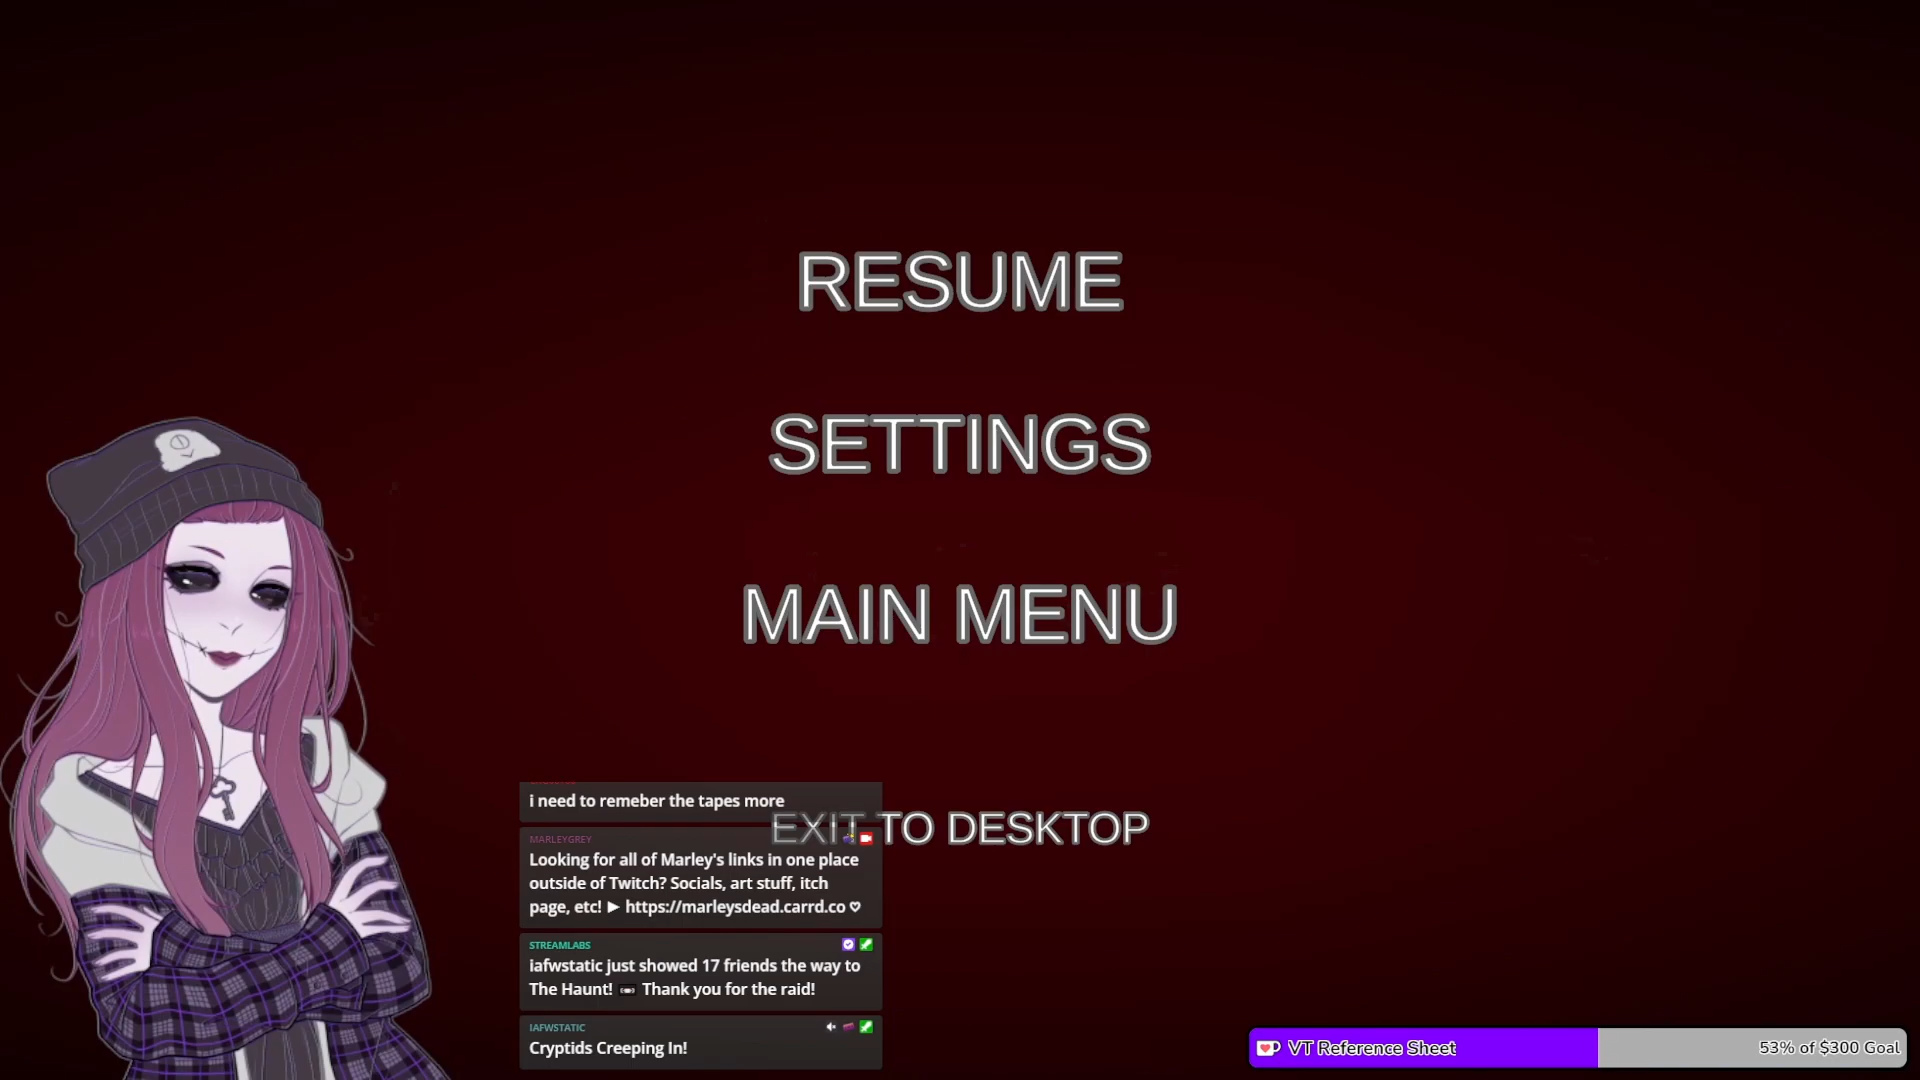 RESUME
SETTINGS
MAIN MENU
EXIT TO DESKTOP
i need to remeber the tapes more
MARLEYGREY
Looking for all of Marley's links in one place
outside of Twitch? Socials, art stuff, itch
page, etc! ▶ https://marleysdead.carrd.co ♡
STREAMLABS
iafwstatic just showed 17 friends the way to
The Haunt! Thank you for the raid!
IAFWSTATIC
Cryptids Creeping In!
VT Reference Sheet
53% of $300 Goal